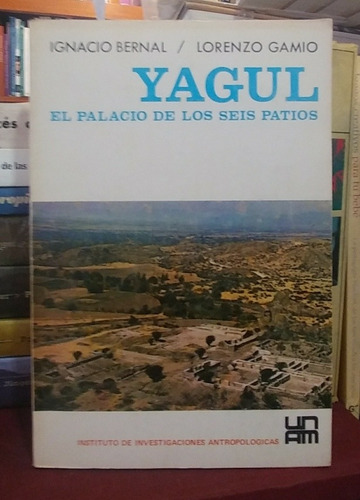 IGNACIO BERNAL / LORENZO GAMIO
YAGUL
EL PALACIO DE LOS SEIS PATIOS
INSTITUTO DE INVESTIGACIONES ANTROPOLOGICAS
UNAM